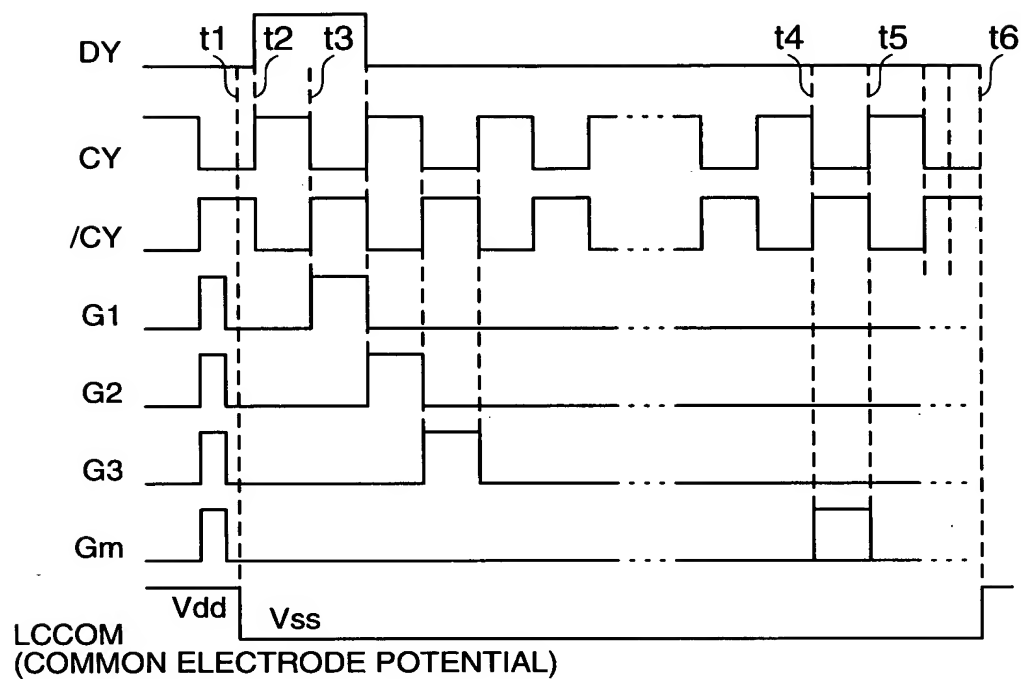 DY t1 t2 t3 t4 t5 t6
CY
/CY
G1
G2
G3
Gm
Vdd Vss
LCCOM
(COMMON ELECTRODE POTENTIAL)